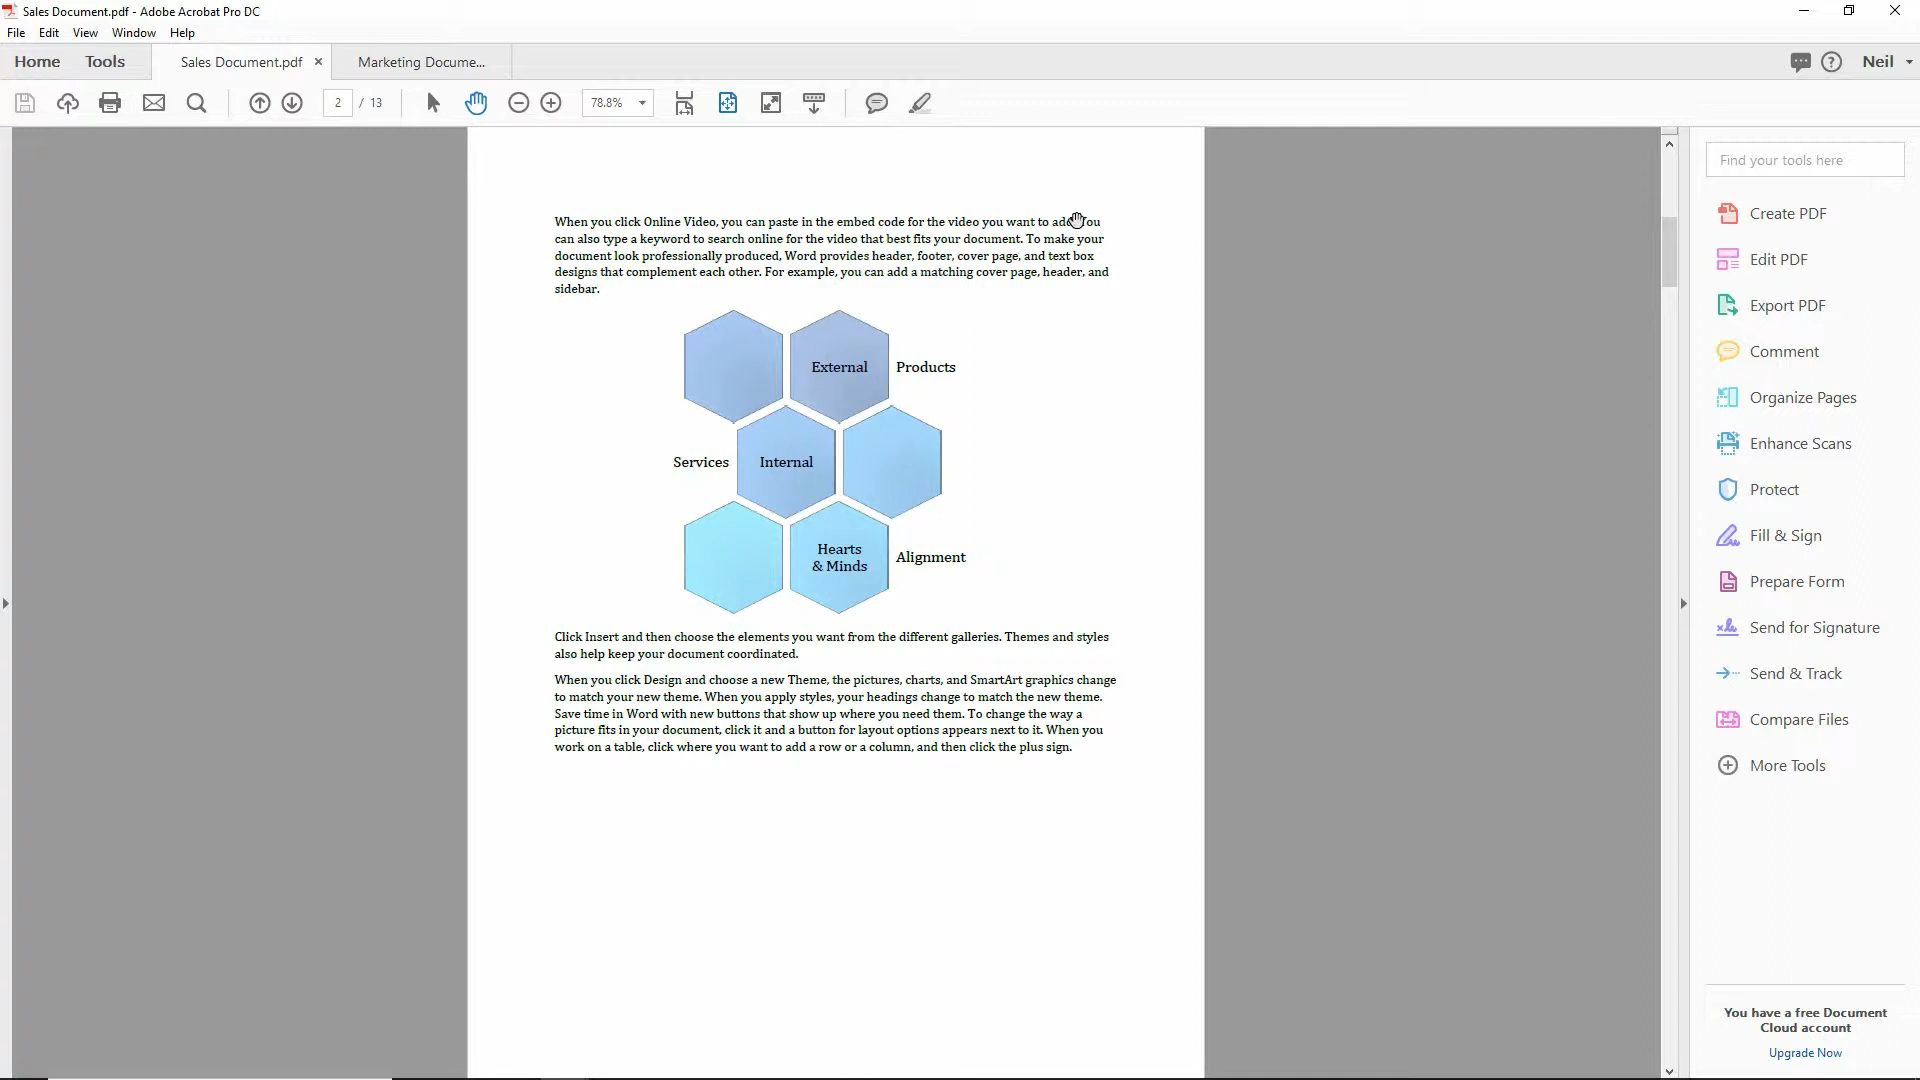 Sales Document.pdf - Adobe Acrobat Pro DC
File Edit View Window Help
Home Tools Sales Document.pdf × Marketing Docume... Neil
2 / 13 78.8%
Find your tools here
Create PDF
Edit PDF
Export PDF
Comment
Organize Pages
Enhance Scans
Protect
Fill & Sign
Prepare Form
Send for Signature
Send & Track
Compare Files
More Tools
You have a free Document
Cloud account
Upgrade Now
When you click Online Video, you can paste in the embed code for the video you want to
can also type a keyword to search online for the video that best fits your document. To make your
document look professionally produced, Word provides header, footer, cover page, and text box
designs that complement each other. For example, you can add a matching cover page, header, and
sidebar.
External Products
Services Internal
Hearts
& Minds
Alignment
Click Insert and then choose the elements you want from the different galleries. Themes and styles
also help keep your document coordinated.
When you click Design and choose a new Theme, the pictures, charts, and SmartArt graphics change
to match your new theme. When you apply styles, your headings change to match the new theme.
Save time in Word with new buttons that show up where you need them. To change the way a
picture fits in your document, click it and a button for layout options appears next to it. When you
work on a table, click where you want to add a row or a column, and then click the plus sign.